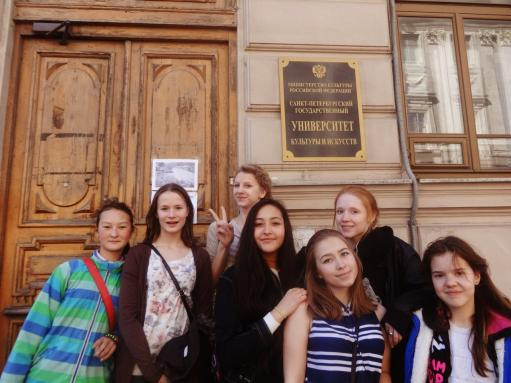 МИНИСТЕРСТВО КУЛЬТУРЫ
РОССИЙСКОЙ ФЕДЕРАЦИИ
САНКТ-ПЕТЕРБУРГСКИЙ
ГОСУДАРСТВЕННЫЙ
УНИВЕРСИТЕТ
КУЛЬТУРЫ И ИСКУССТВ